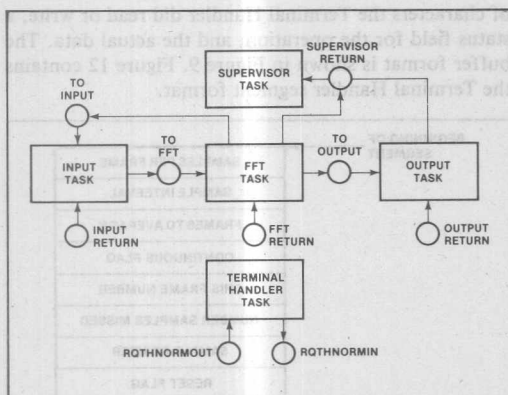 SUPERVISOR
RETURN
SUPERVISOR
TASK
TO
INPUT
TO
FFT
TO
OUTPUT
INPUT
TASK
FFT
TASK
OUTPUT
TASK
INPUT
RETURN
FFT
RETURN
OUTPUT
RETURN
TERMINAL
HANDLER
TASK
RQTHNORMOUT
RQTHNORMIN